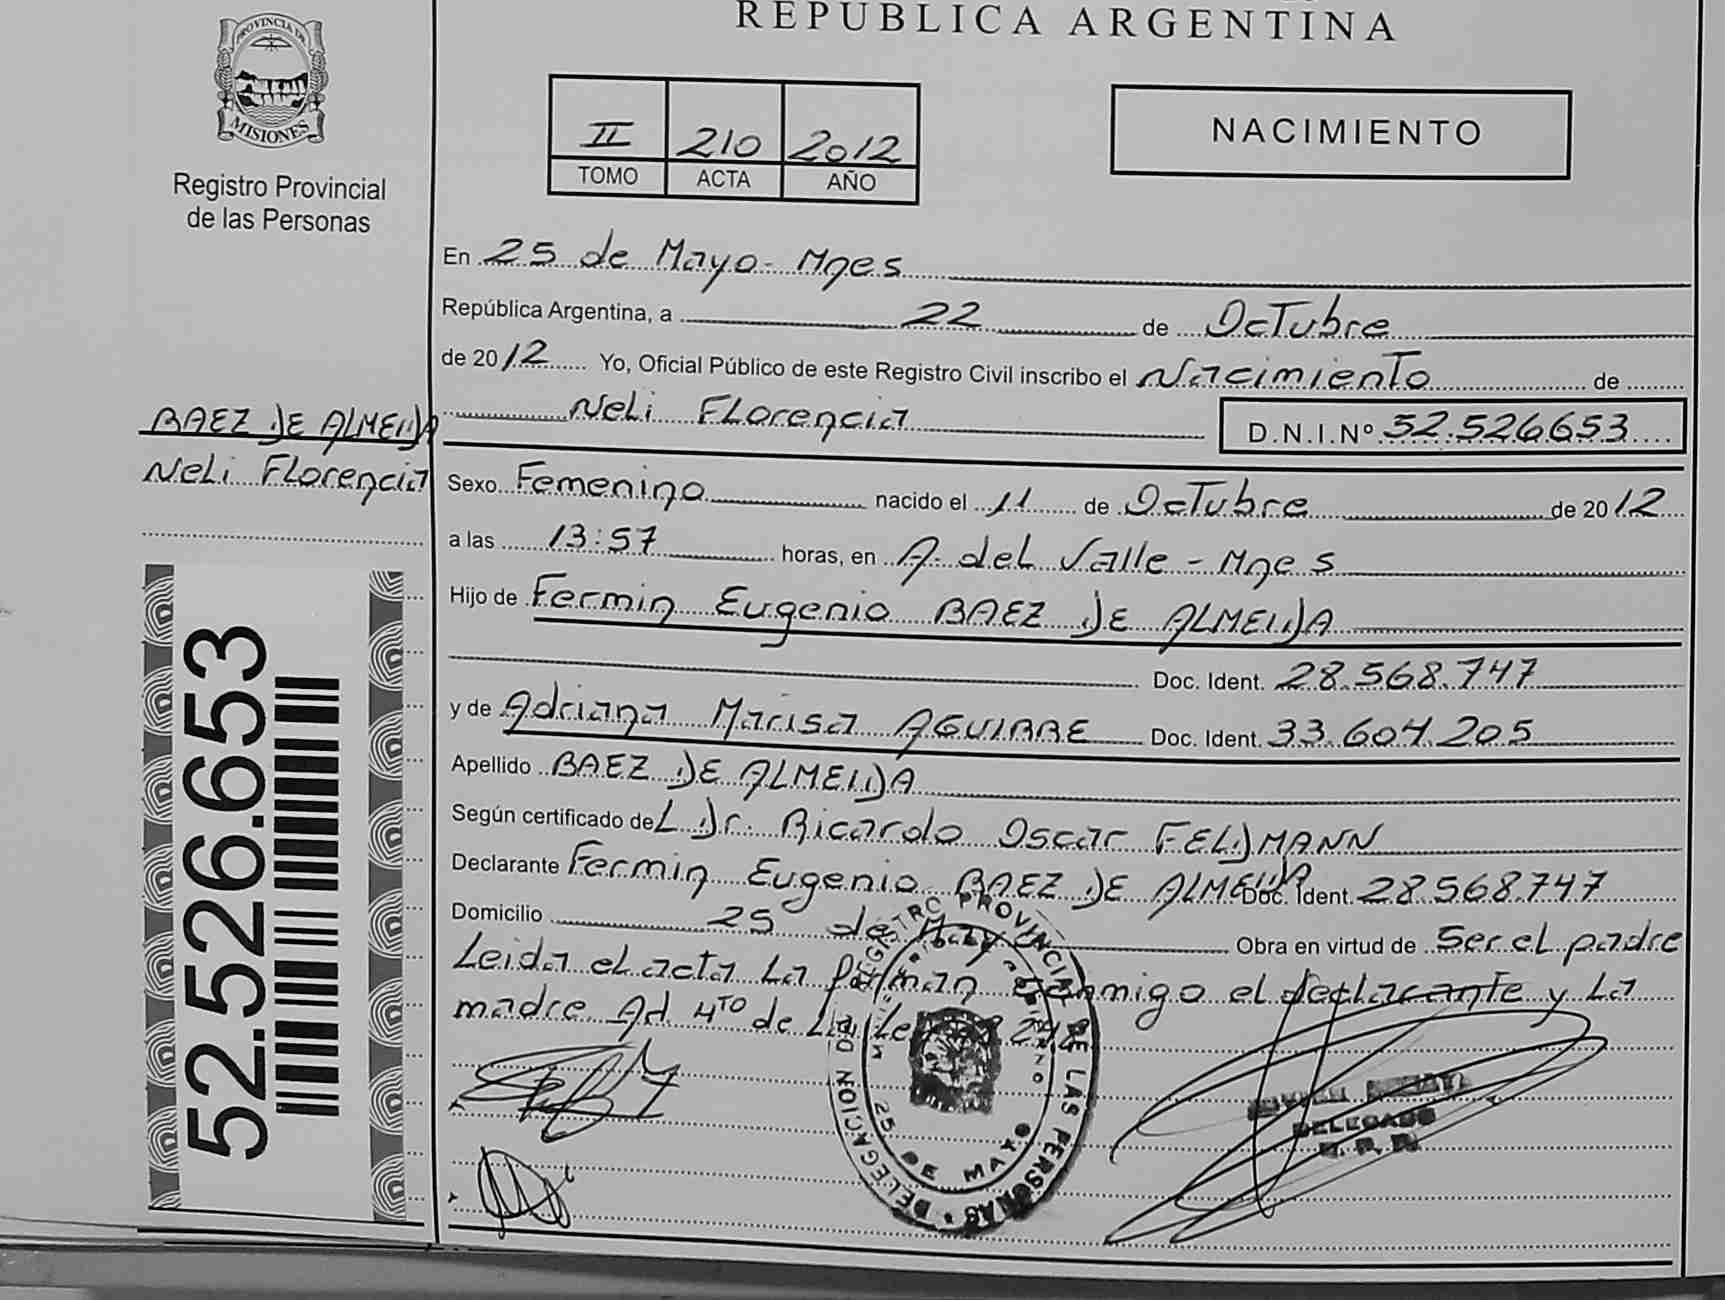 REPUBLICA ARGENTINA
PROVINCIA DE
MISIONES
Registro Provincial
de las Personas
II 210 2012
TOMO ACTA AÑO
NACIMIENTO
En 25 de Mayo - Mnes
República Argentina, a 22 de Octubre
de 2012 Yo, Oficial Público de este Registro Civil inscribo el Nacimiento de
Neli Florencia D.N.I.Nº 52.526653
BAEZ DE ALMEIDA
Neli Florencia
Sexo Femenino nacido el 11 de Octubre de 2012
a las 13:57 horas, en A. del Valle - Mnes
Hijo de Fermin Eugenio BAEZ DE ALMEIDA
Doc. Ident. 28.568.747
y de Adriana Marisa AGUIRRE Doc. Ident. 33.604.205
Apellido BAEZ DE ALMEIDA
Según certificado del Dr. Ricardo Oscar FELDMANN
Declarante Fermin Eugenio BAEZ DE ALMEIDA Doc. Ident. 28.568.747
Domicilio 25 de Mayo Obra en virtud de Ser el padre
Leida el acta La firman conmigo el declarante y La
madre Ad. 4to de La Ley
52.526.653
REGISTRO PROVINCIAL DE LAS PERSONAS
DELEGACION
25 DE MAYO
DELEGADO